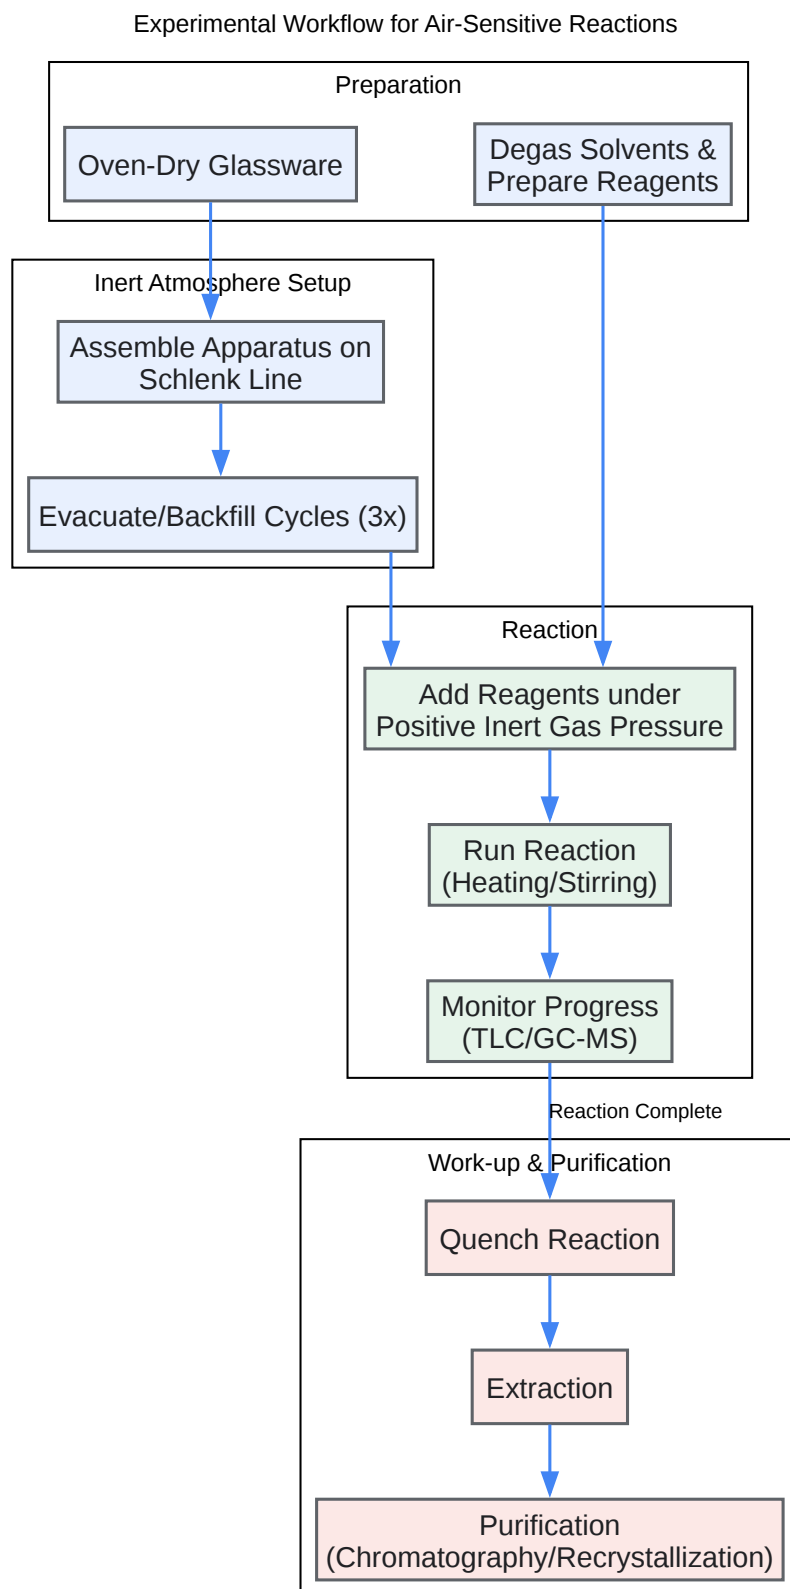 Experimental Workflow for Air-Sensitive Reactions
Preparation
Oven-Dry Glassware
Degas Solvents &
Prepare Reagents
Inert Atmosphere Setup
Assemble Apparatus on
Schlenk Line
Evacuate/Backfill Cycles (3x)
Reaction
Add Reagents under
Positive Inert Gas Pressure
Run Reaction
(Heating/Stirring)
Monitor Progress
(TLC/GC-MS)
Reaction Complete
Work-up & Purification
Quench Reaction
Extraction
Purification
(Chromatography/Recrystallization)